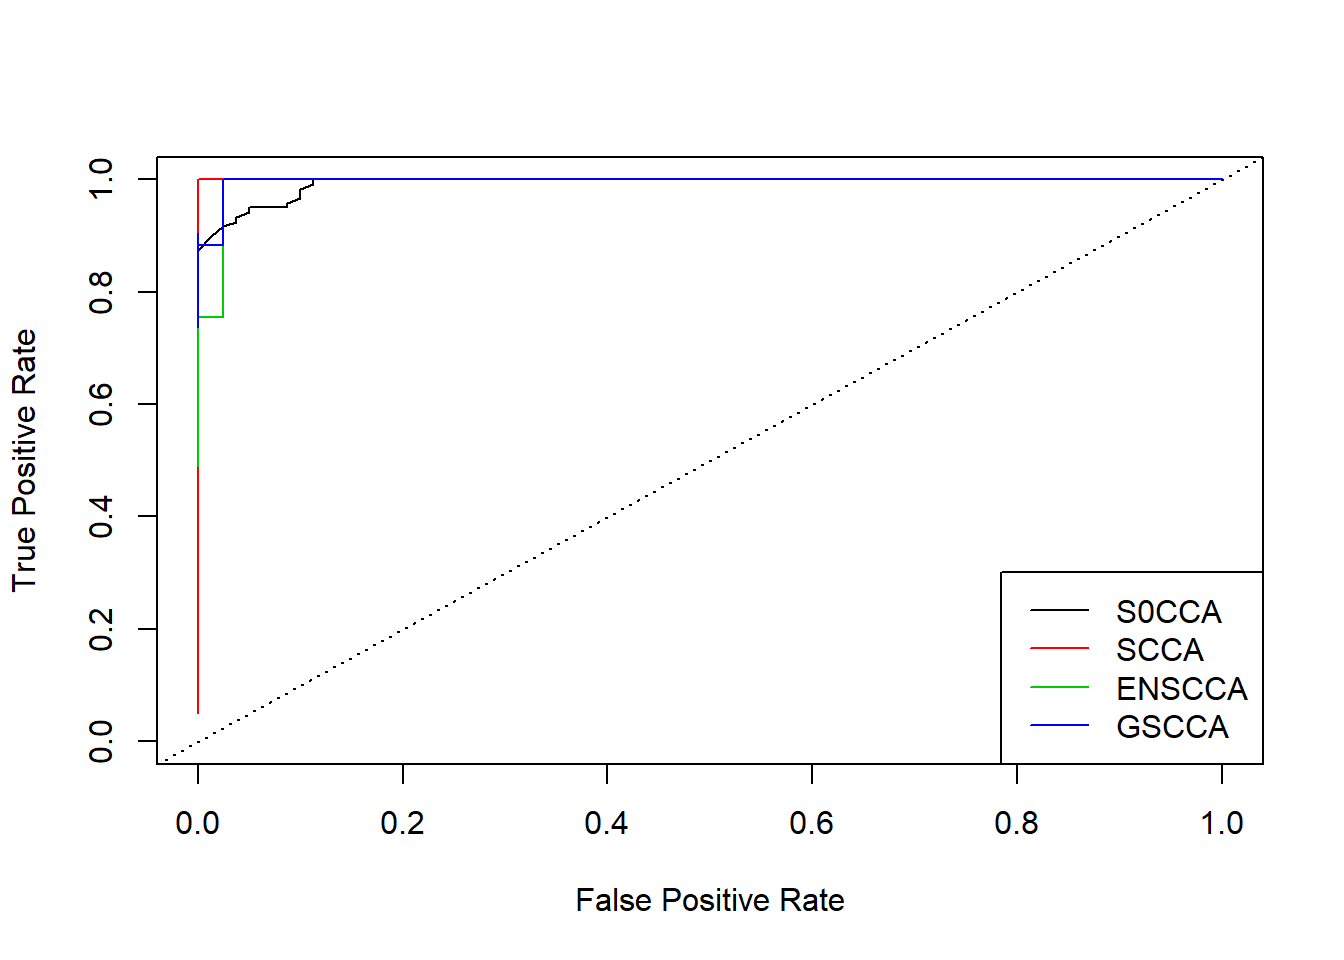 True Positive Rate
1.0
0.8
0.6
0.4
0.2
0.0
S0CCA
SCCA
ENSCCA
GSCCA
0.0 0.2 0.4 0.6 0.8 1.0
False Positive Rate